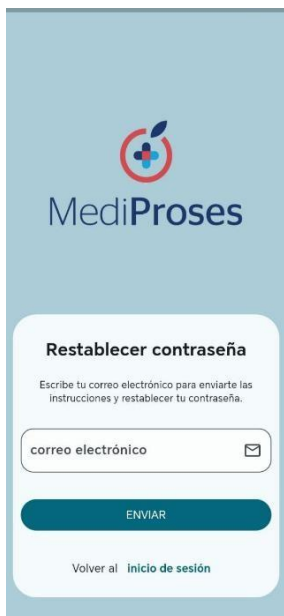 MediProses
Restablecer contraseña
Escribe tu correo electrónico para enviarte las
instrucciones y restablecer tu contraseña.
correo electrónico
ENVIAR
Volver al inicio de sesión